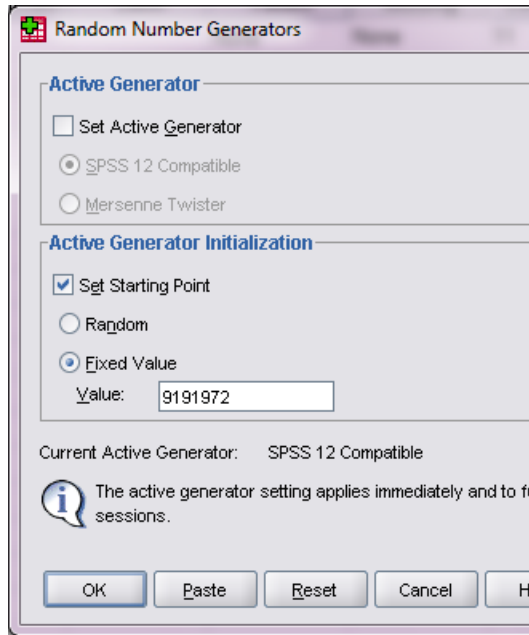 Random Number Generators
Active Generator
Set Active Generator
SPSS 12 Compatible
Mersenne Twister
Active Generator Initialization
Set Starting Point
Random
Fixed Value
Value: 9191972
Current Active Generator: SPSS 12 Compatible
The active generator setting applies immediately and to f
sessions.
OK Paste Reset Cancel H